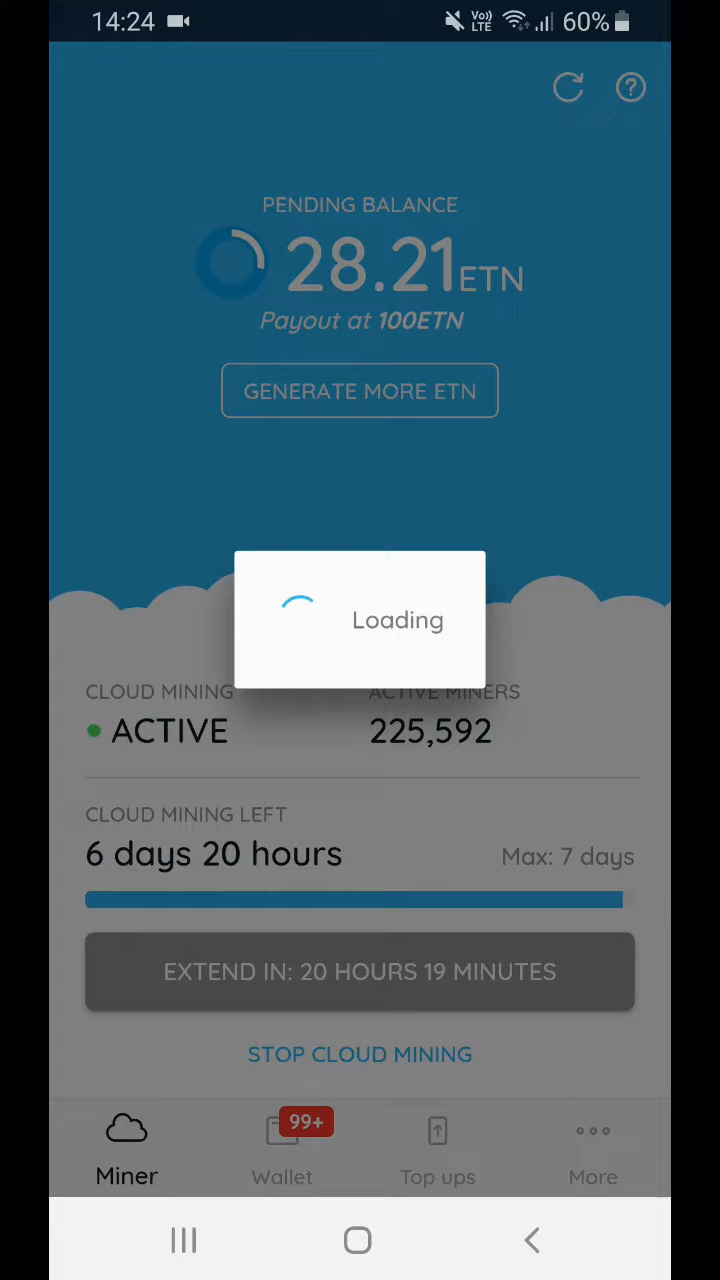 14:24 Vo)) LTE 60%
PENDING BALANCE
28.21ETN
Payout at 100ETN
GENERATE MORE ETN
Loading
CLOUD MINING ACTIVE MINERS
ACTIVE 225,592
CLOUD MINING LEFT
6 days 20 hours Max: 7 days
EXTEND IN: 20 HOURS 19 MINUTES
STOP CLOUD MINING
99+
Miner Wallet Top ups More